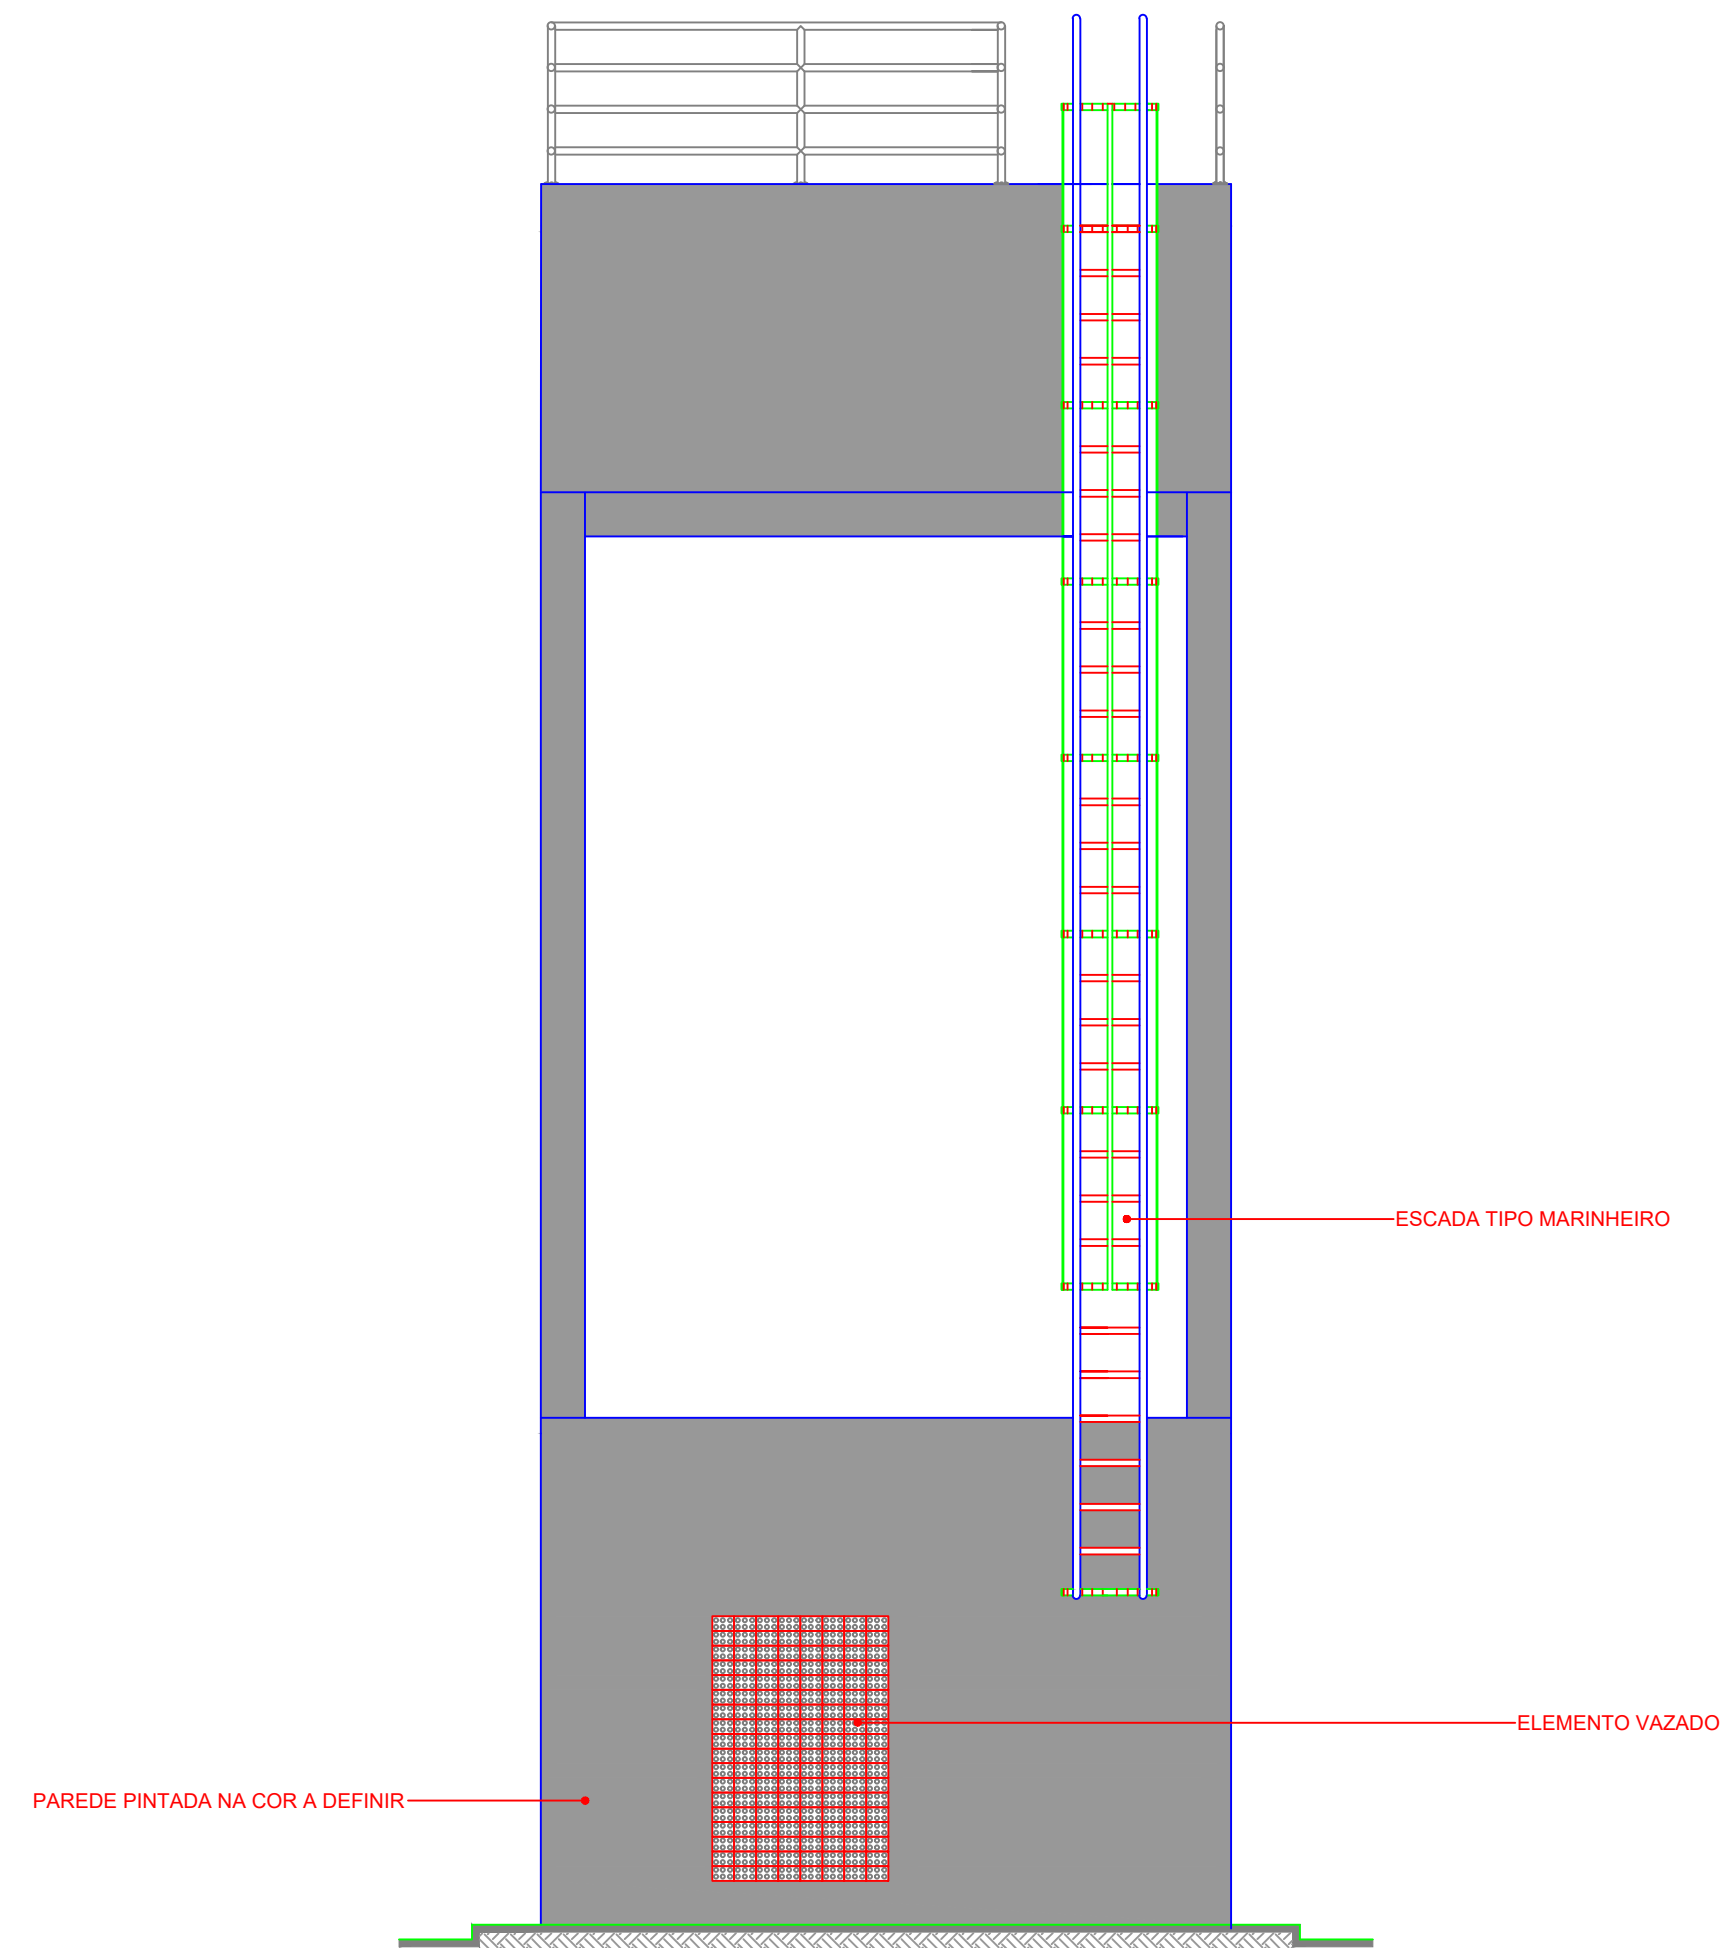 ESCADA TIPO MARINHEIRO
ELEMENTO VAZADO
PAREDE PINTADA NA COR A DEFINIR